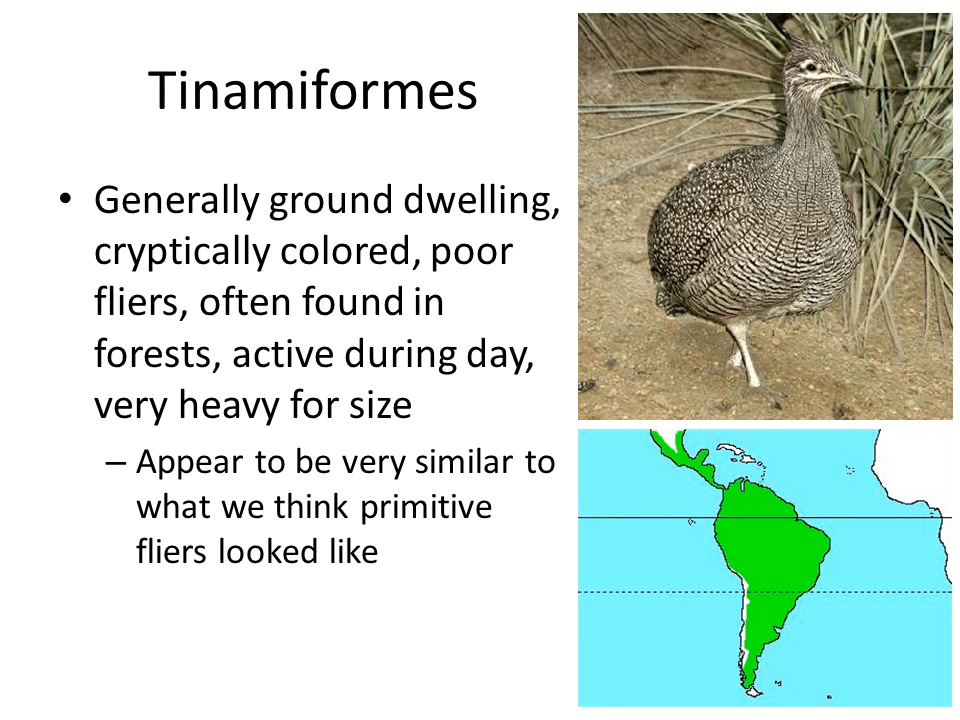 Tinamiformes
• Generally ground dwelling,
cryptically colored, poor
fliers, often found in
forests, active during day,
very heavy for size
– Appear to be very similar to
what we think primitive
fliers looked like